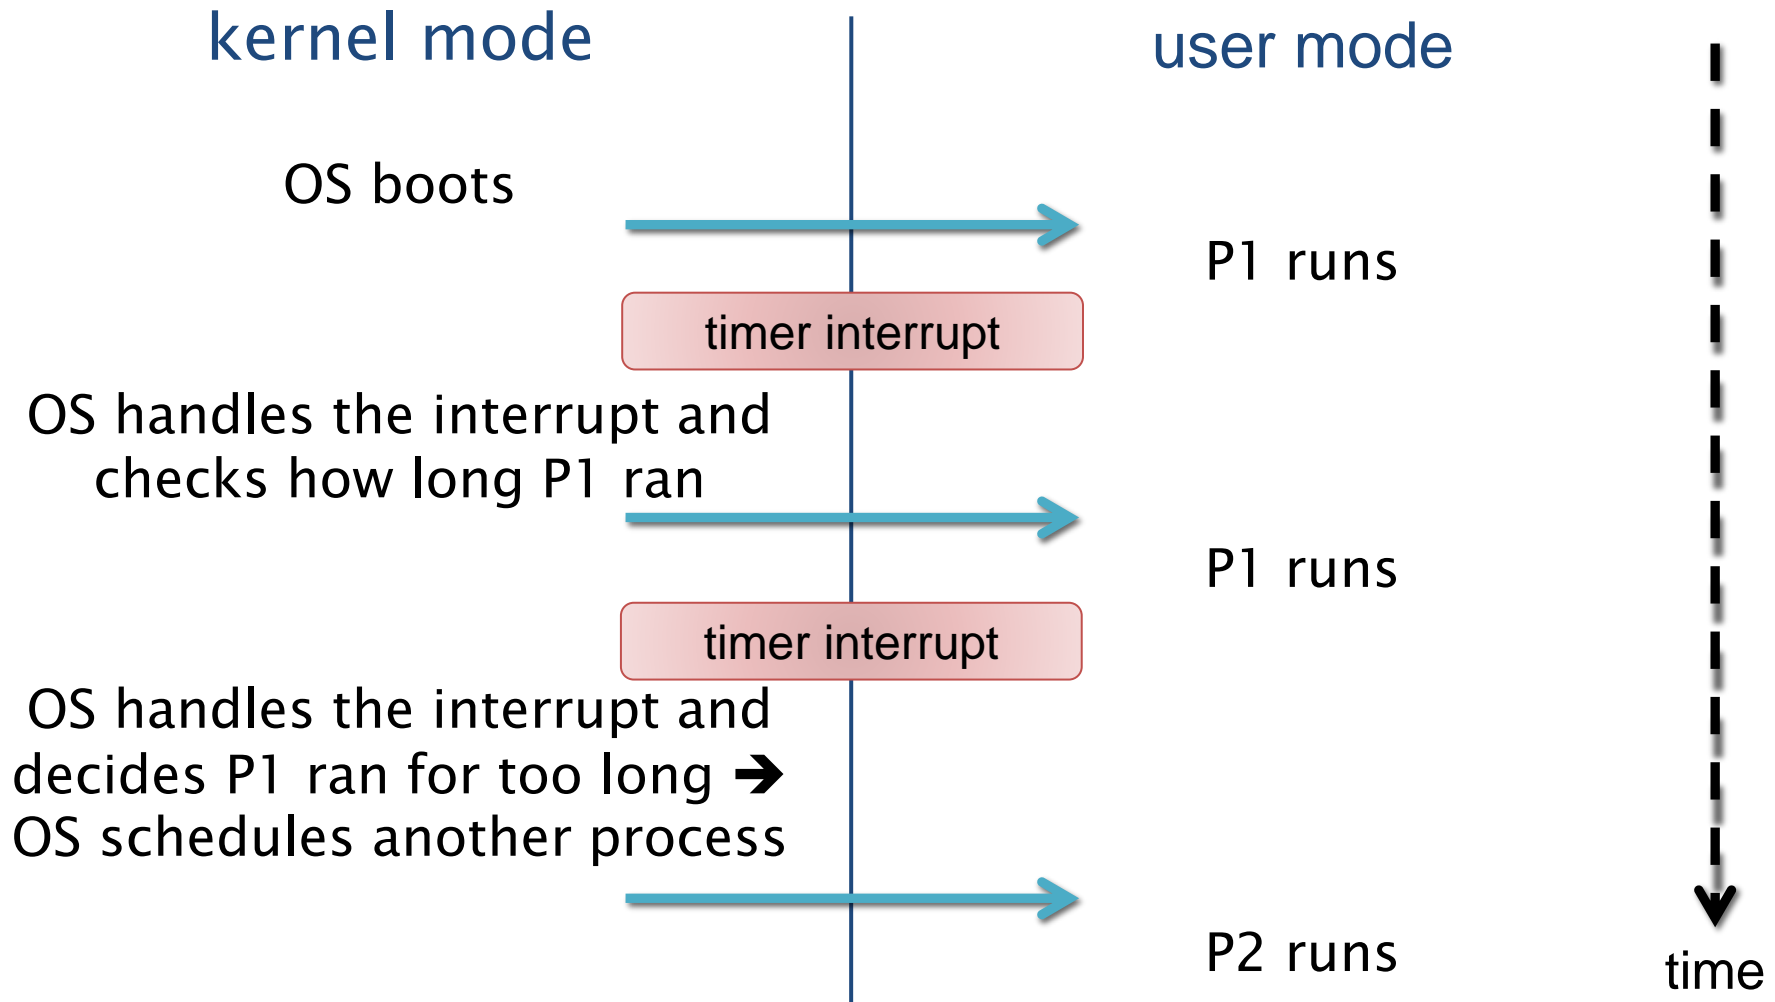 kernel mode
user mode
OS boots
P1 runs
timer interrupt
OS handles the interrupt and
checks how long P1 ran
P1 runs
timer interrupt
OS handles the interrupt and
decides P1 ran for too long ➔
OS schedules another process
P2 runs
time